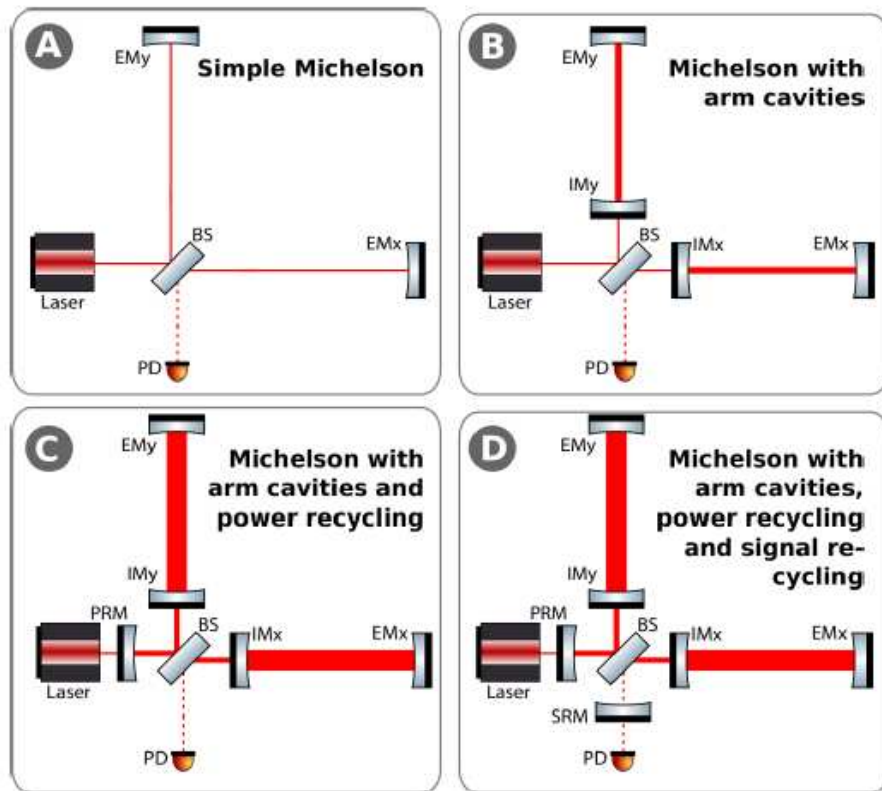 A
EMy
Simple Michelson
BS
EMx
Laser
PD
B
EMy
Michelson with
arm cavities
IMy
BS
IMx
EMx
Laser
PD
C
EMy
Michelson with
arm cavities and
power recycling
IMy
PRM
BS
IMx
EMx
Laser
PD
D
EMy
Michelson with
arm cavities,
power recycling
and signal re-
cycling
IMy
PRM
BS
IMx
EMx
Laser
SRM
PD